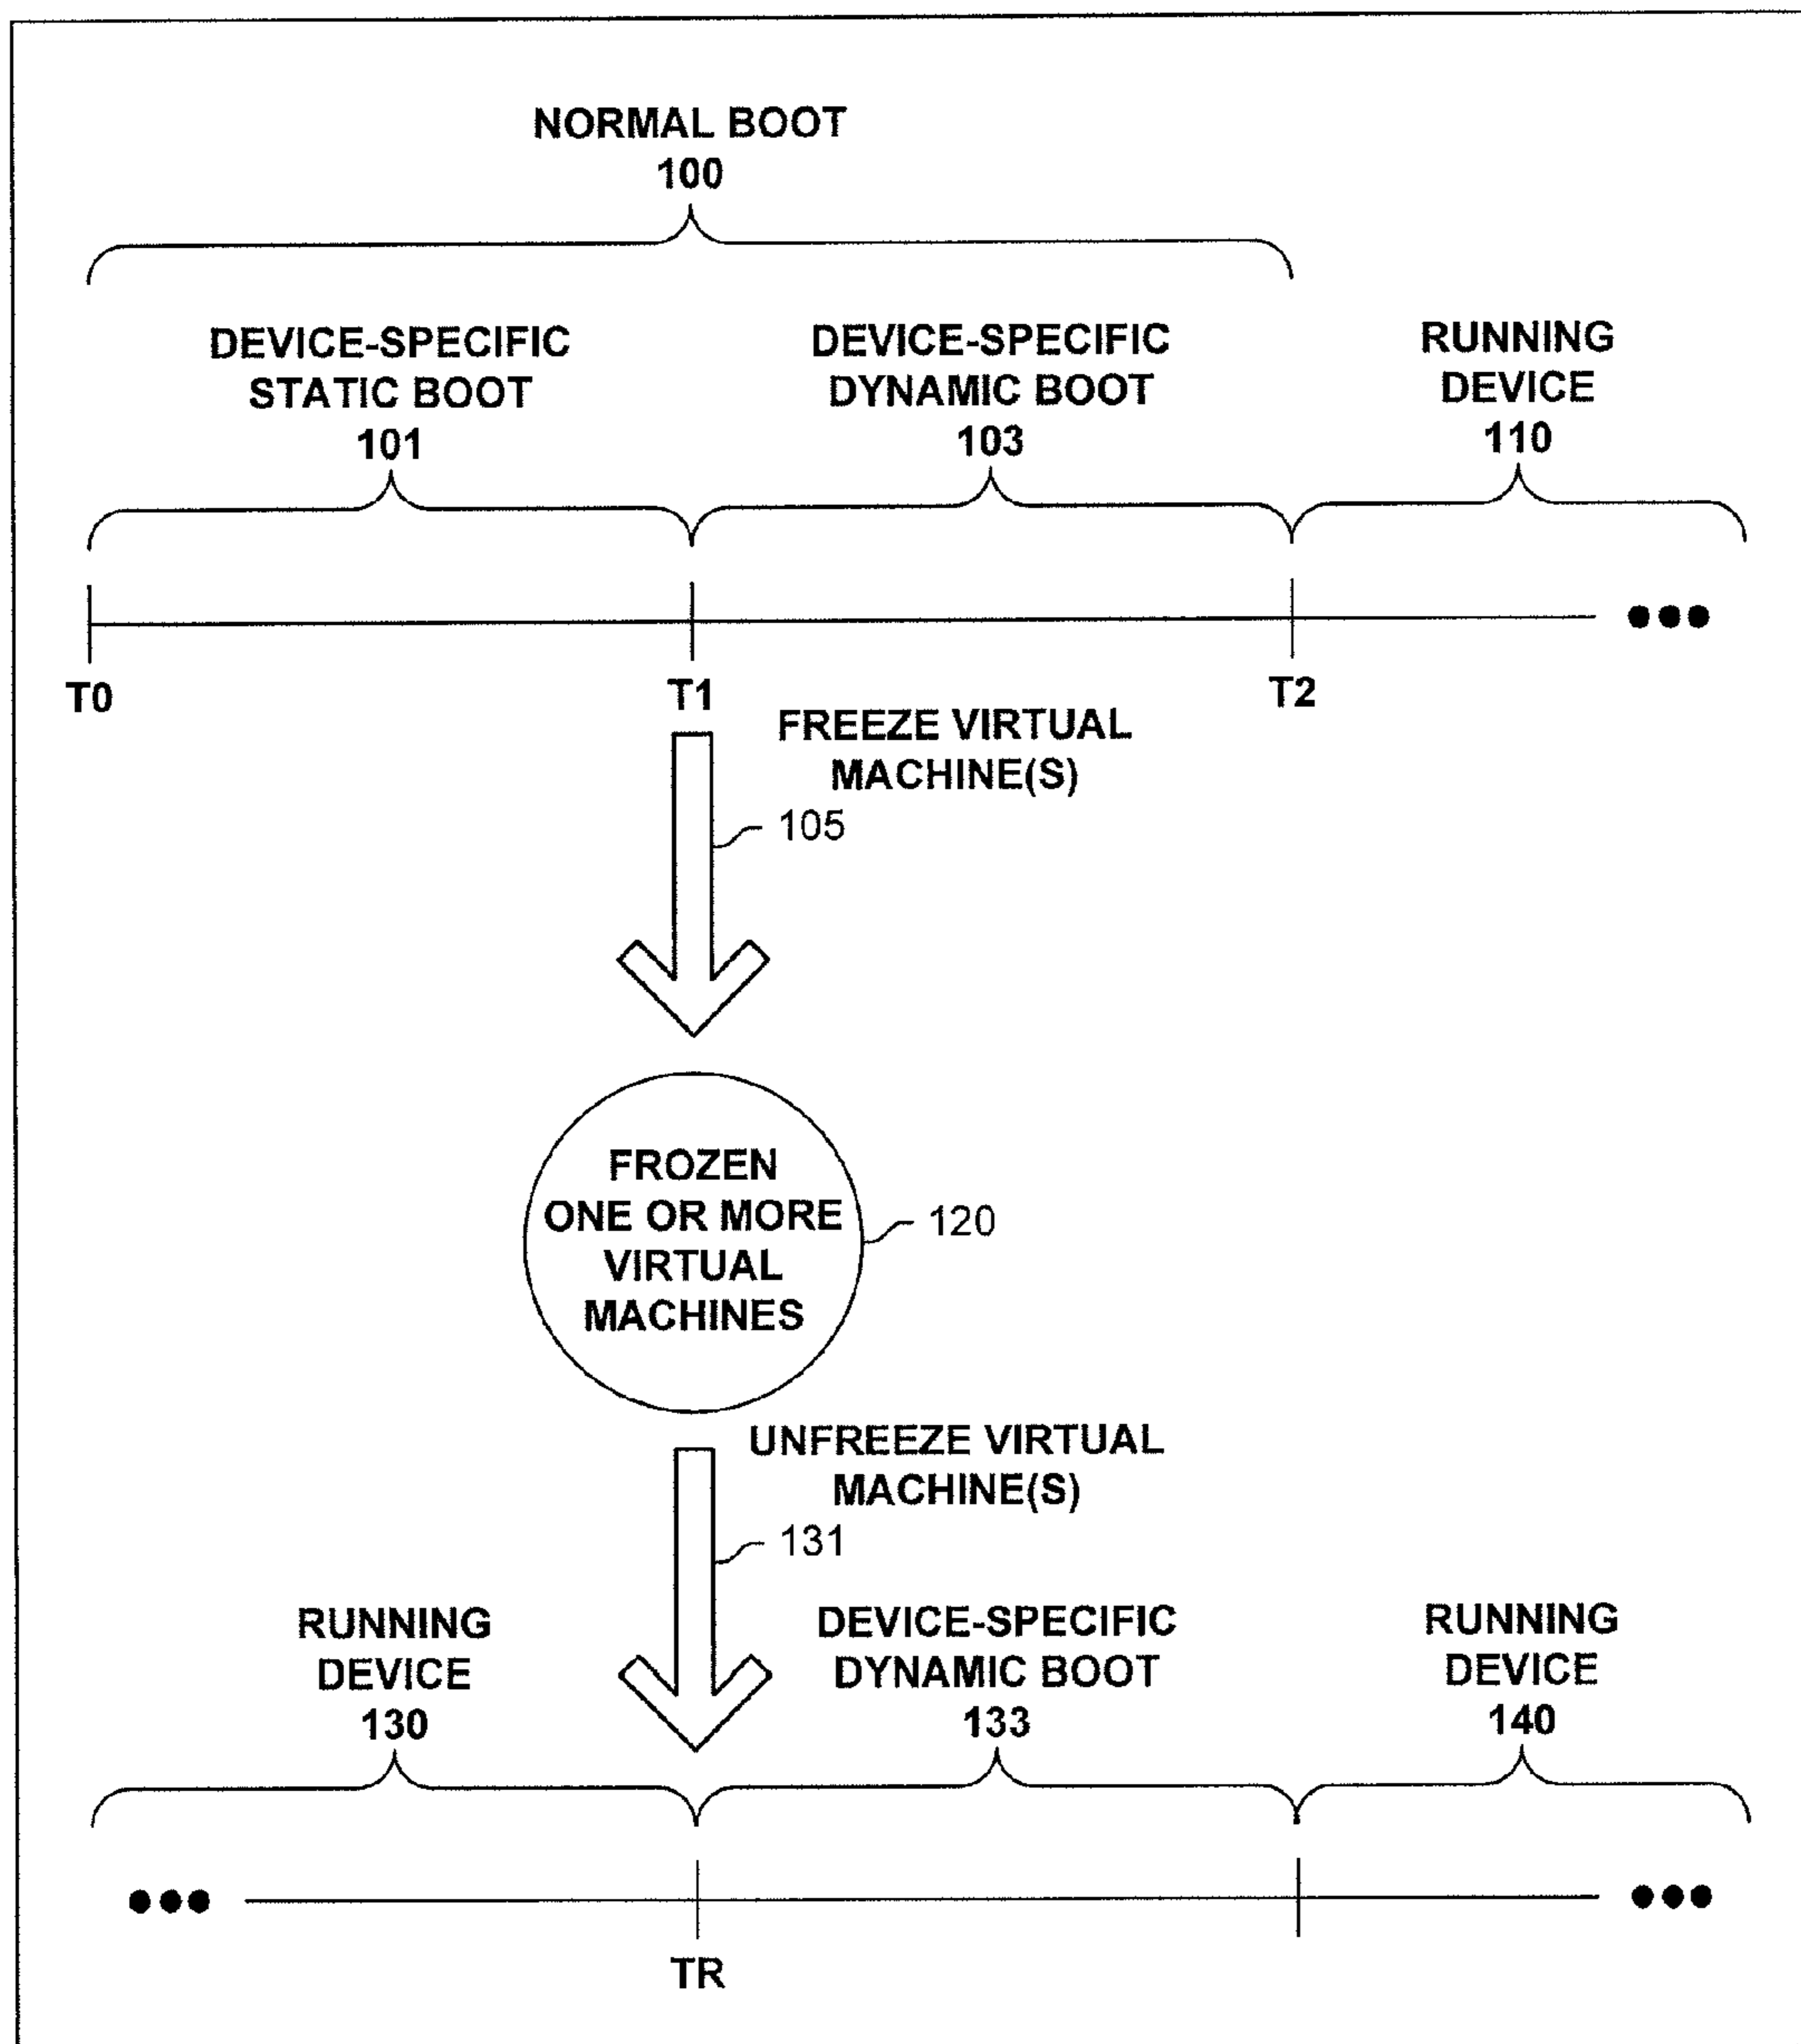 NORMAL BOOT
100
DEVICE-SPECIFIC
STATIC BOOT
101
DEVICE-SPECIFIC
DYNAMIC BOOT
103
RUNNING
DEVICE
110
T0
T1
T2
FREEZE VIRTUAL
MACHINE(S)
105
FROZEN
ONE OR MORE
VIRTUAL
MACHINES
120
UNFREEZE VIRTUAL
MACHINE(S)
131
RUNNING
DEVICE
130
DEVICE-SPECIFIC
DYNAMIC BOOT
133
RUNNING
DEVICE
140
TR